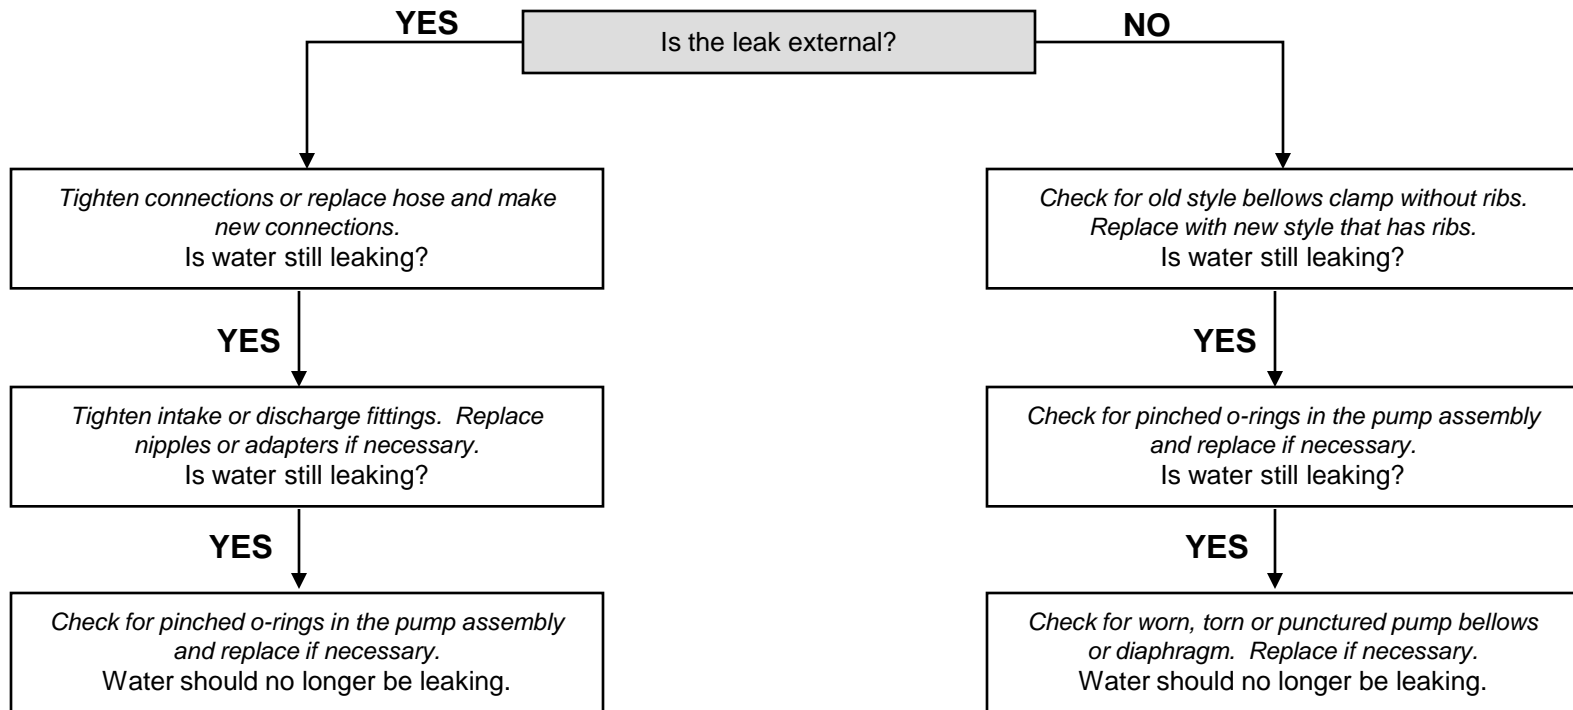 YES
Is the leak external?
NO
Tighten connections or replace hose and make
new connections.
Is water still leaking?
YES
Tighten intake or discharge fittings.  Replace
nipples or adapters if necessary.
Is water still leaking?
YES
Check for pinched o-rings in the pump assembly
and replace if necessary.
Water should no longer be leaking.
Check for old style bellows clamp without ribs.
Replace with new style that has ribs.
Is water still leaking?
YES
Check for pinched o-rings in the pump assembly
and replace if necessary.
Is water still leaking?
YES
Check for worn, torn or punctured pump bellows
or diaphragm.  Replace if necessary.
Water should no longer be leaking.